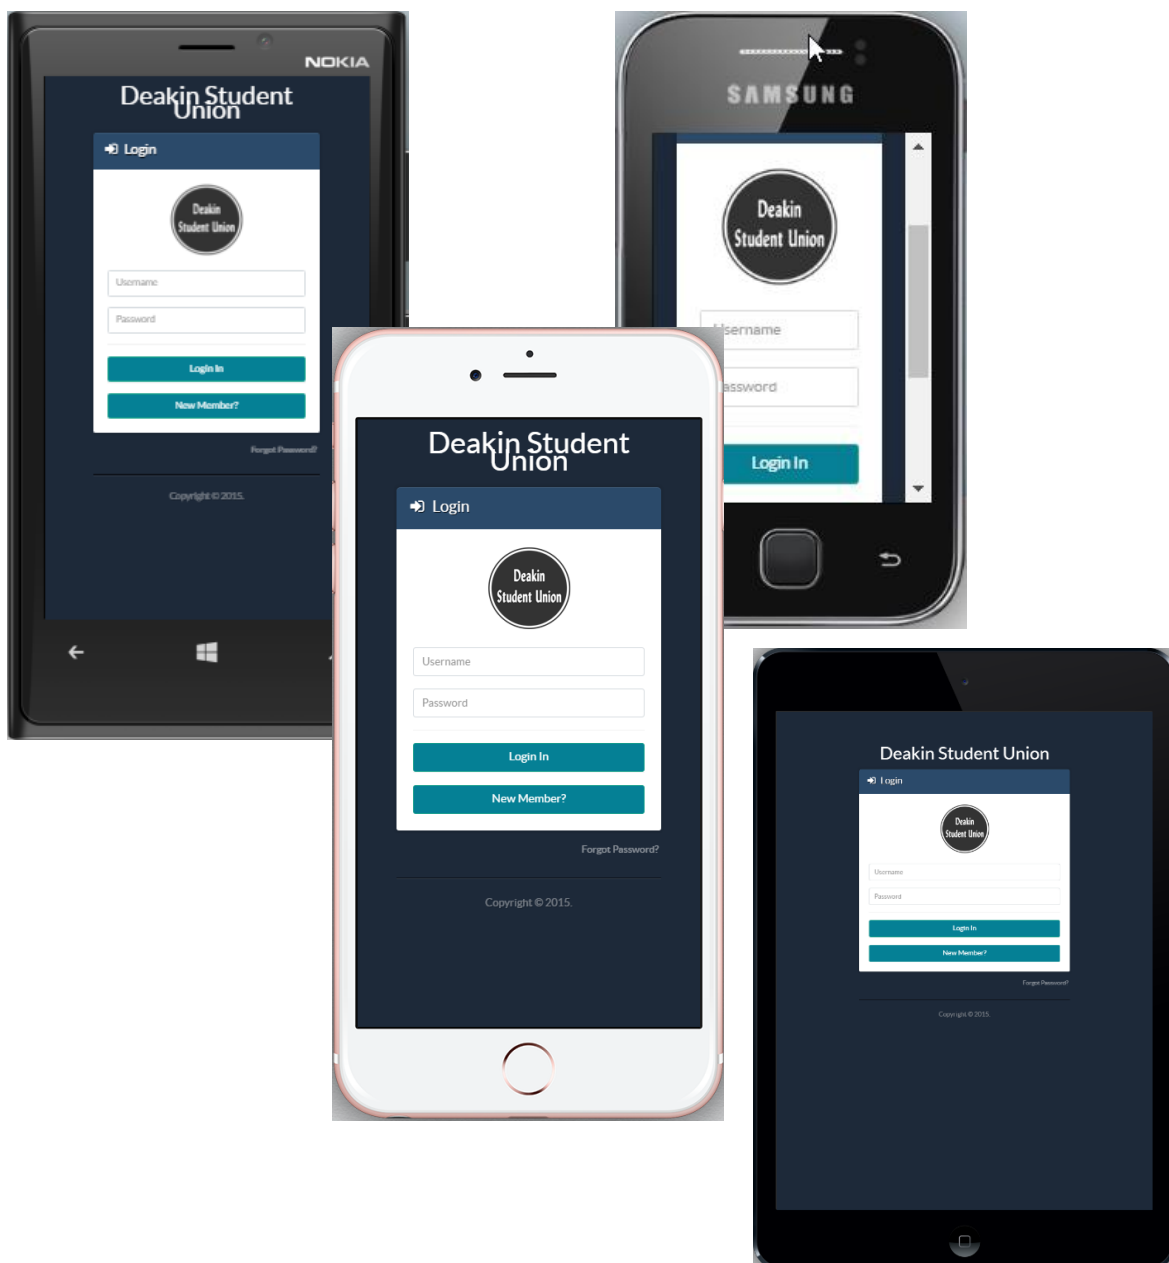 NOKIA
Deakin Student
Union
Login
Deakin
Student Union
Username
Password
Login In
New Member?
Forgot Password?
Copyright © 2015.
SAMSUNG
Deakin
Student Union
sername
assword
Login In
Deakin Student
Union
Login
Deakin
Student Union
Username
Password
Login In
New Member?
Forgot Password?
Copyright © 2015.
Deakin Student Union
Login
Deakin
Student Union
Username
Password
Login In
New Member?
Forgot Password?
Copyright © 2015.